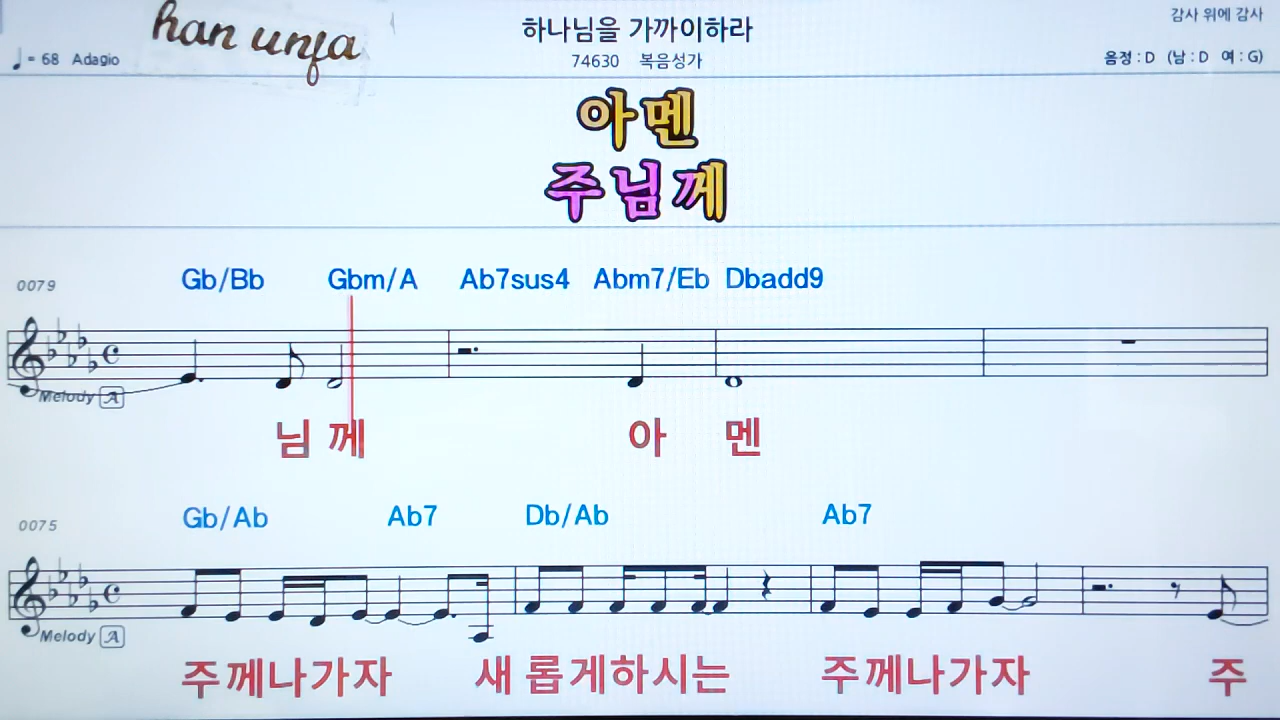 han unfa
하나님을 가까이하라
감사 위에 감사
♩= 68 Adagio
74630 복음성가
음정 : D (남 : D 여 : G)
아멘
주님께
0079
Gb/Bb Gbm/A Ab7sus4 Abm7/Eb Dbadd9
Melody A
님 께 아 멘
0075
Gb/Ab Ab7 Db/Ab Ab7
Melody A
주께나가자 새롭게하시는 주께나가자 주